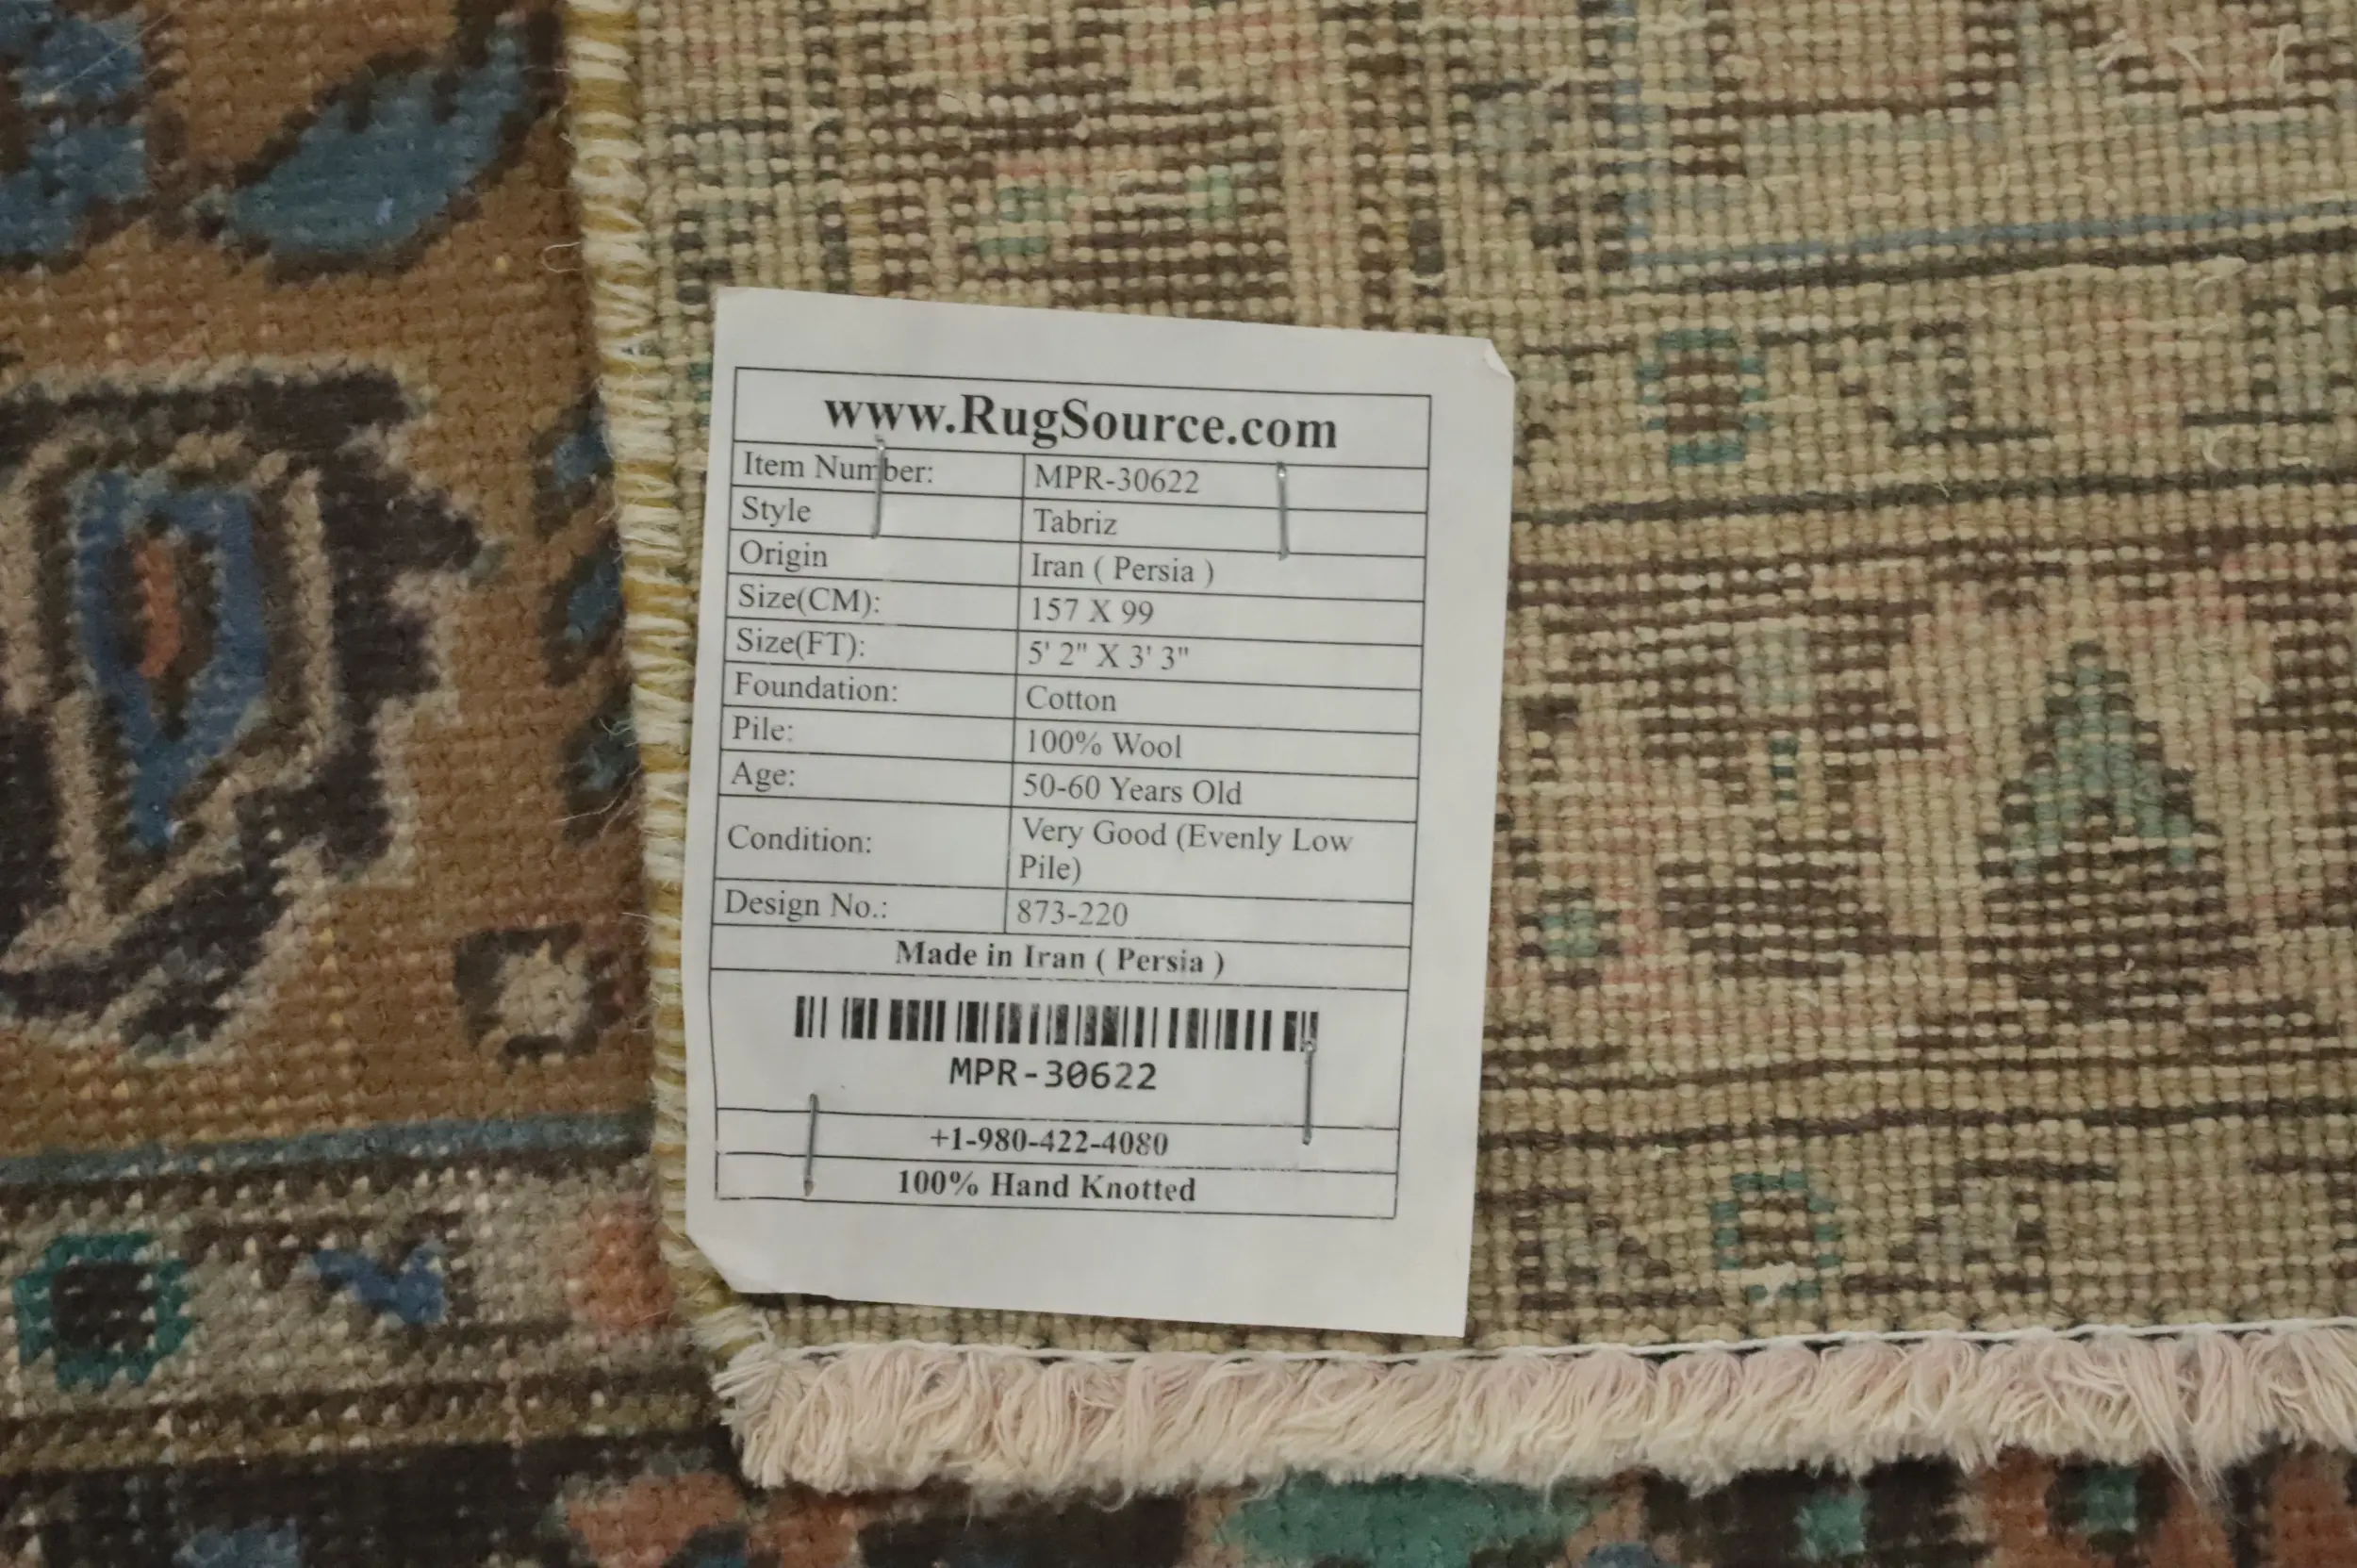 www.RugSource.com
Item Number: MPR-30622
Style Tabriz
Origin Iran ( Persia )
Size(CM): 157 X 99
Size(FT): 5' 2" X 3' 3"
Foundation: Cotton
Pile: 100% Wool
Age: 50-60 Years Old
Condition: Very Good (Evenly Low
Pile)
Design No.: 873-220
Made in Iran ( Persia )
MPR-30622
+1-980-422-4080
100% Hand Knotted